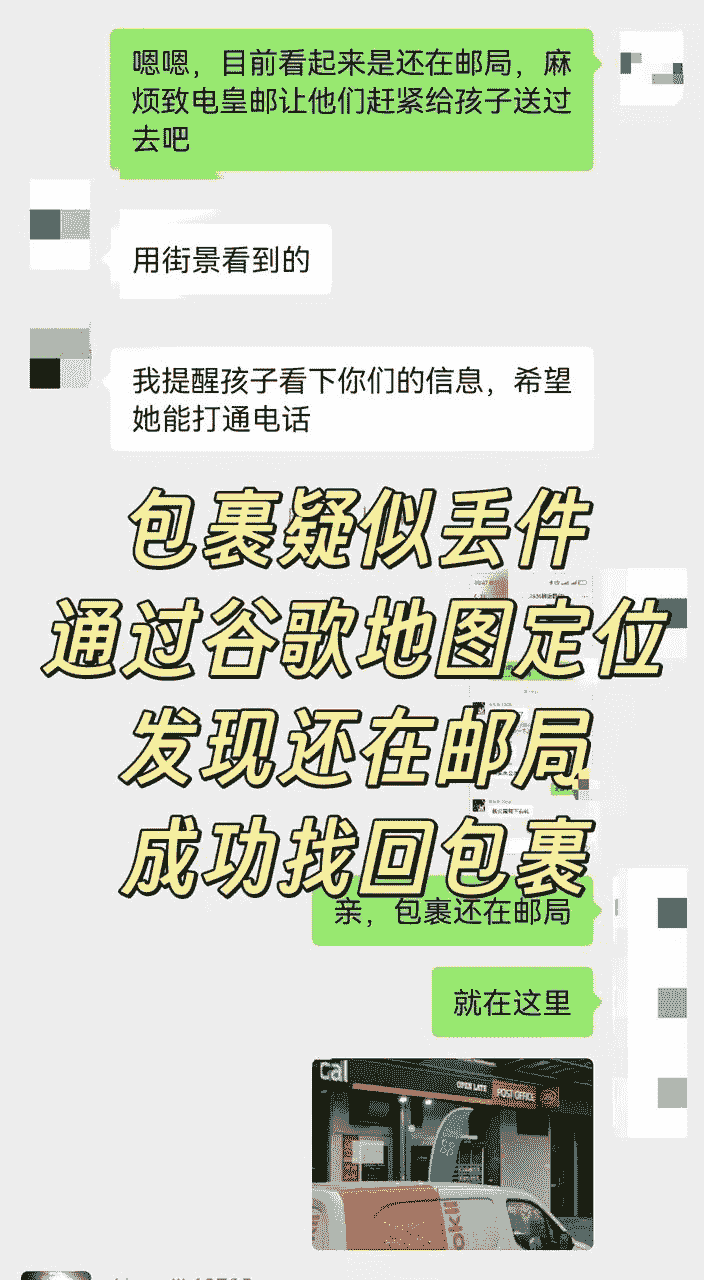 嗯嗯，目前看起来是还在邮局，麻
烦致电皇邮让他们赶紧给孩子送过
去吧
用街景看到的
我提醒孩子看下你们的信息，希望
她能打通电话
包裹疑似丢件
通过谷歌地图定位
发现还在邮局
成功找回包裹
亲，包裹还在邮局
就在这里
cal
OPEN LATE
POST OFFICE